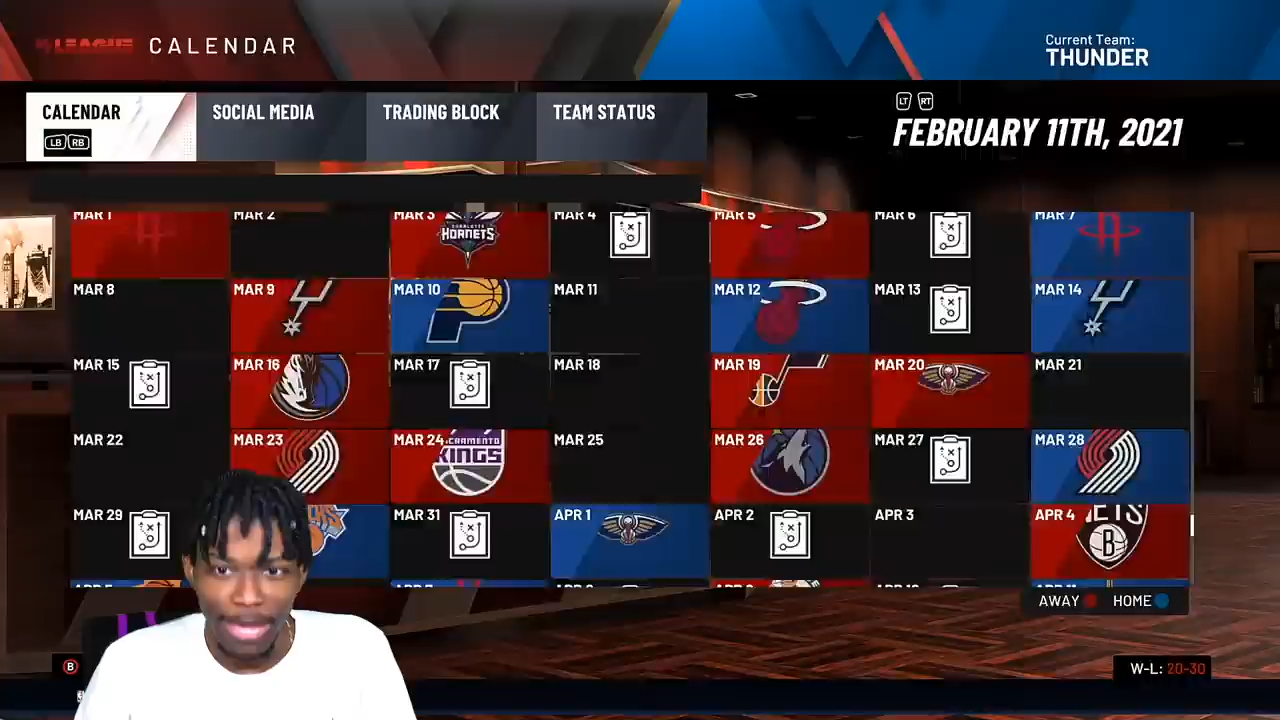 LEAGUE CALENDAR
Current Team:
THUNDER
CALENDAR SOCIAL MEDIA TRADING BLOCK TEAM STATUS
LB RB
LT RT
FEBRUARY 11TH, 2021
MAR 1 MAR 2 MAR 3 MAR 4 MAR 5 MAR 6 MAR 7
HORNETS
MAR 8 MAR 9 MAR 10 MAR 11 MAR 12 MAR 13 MAR 14
MAR 15 MAR 16 MAR 17 MAR 18 MAR 19 MAR 20 MAR 21
MAR 22 MAR 23 MAR 24 MAR 25 MAR 26 MAR 27 MAR 28
SACRAMENTO
KINGS
MAR 29 MAR 31 APR 1 APR 2 APR 3 APR 4
NETS
B
AWAY HOME
B
W-L: 20-30